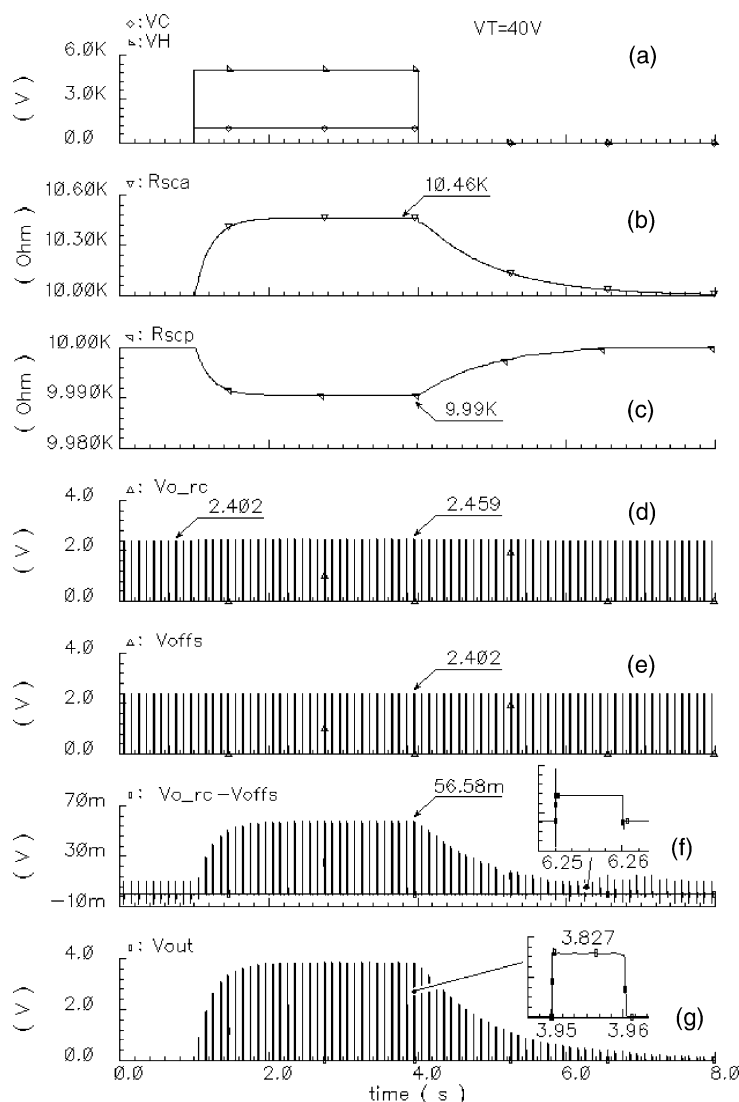 ◇: VC
VH
VT=40V
(a)
6.0
3.0
0.0
( V )
▽: Rsca
10.46K
(b)
10.60K
10.30K
10.00K
( Ohm )
Rscp
10.00K
9.990K
9.980K
( Ohm )
9.99K
(c)
△: Vo_rc
4.0
2.0
0.0
( V )
2.402
2.459
(d)
△: Voffs
4.0
2.0
0.0
( V )
2.402
(e)
▯: Vo_rc-Voffs
70m
30m
-10m
( V )
56.58m
6.25 6.26
(f)
▯: Vout
4.0
2.0
0.0
( V )
3.827
3.95 3.96
(g)
0.0 2.0 4.0 6.0 8.0
time ( s )